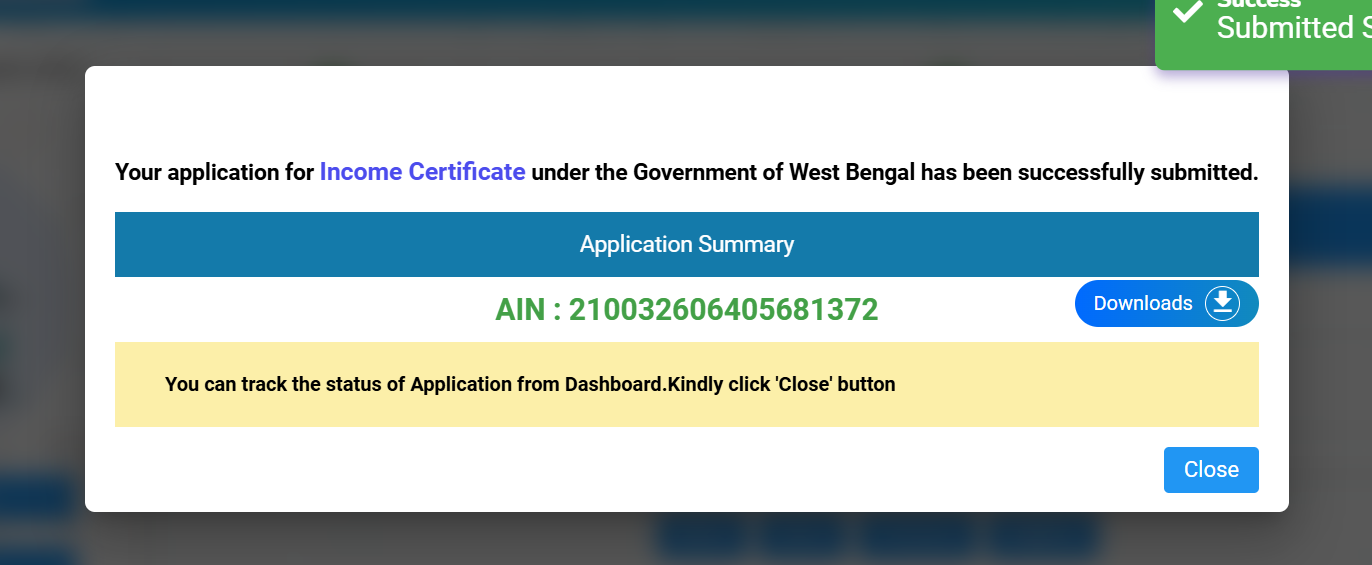 Success
Submitted S
Your application for Income Certificate under the Government of West Bengal has been successfully submitted.
Application Summary
AIN : 210032606405681372
Downloads
You can track the status of Application from Dashboard.Kindly click 'Close' button
Close